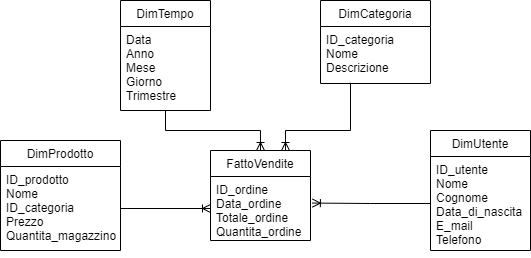 DimTempo
Data
Anno
Mese
Giorno
Trimestre
DimCategoria
ID_categoria
Nome
Descrizione
DimProdotto
ID_prodotto
Nome
ID_categoria
Prezzo
Quantita_magazzino
FattoVendite
ID_ordine
Data_ordine
Totale_ordine
Quantita_ordine
DimUtente
ID_utente
Nome
Cognome
Data_di_nascita
E_mail
Telefono